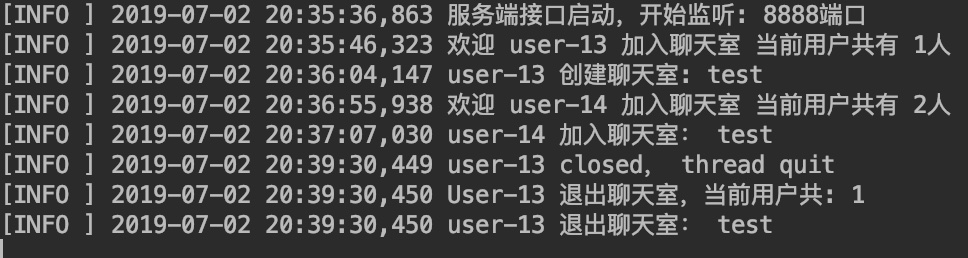 [INFO ] 2019-07-02 20:35:36,863 服务端接口启动，开始监听: 8888端口
[INFO ] 2019-07-02 20:35:46,323 欢迎 user-13 加入聊天室 当前用户共有 1人
[INFO ] 2019-07-02 20:36:04,147 user-13 创建聊天室: test
[INFO ] 2019-07-02 20:36:55,938 欢迎 user-14 加入聊天室 当前用户共有 2人
[INFO ] 2019-07-02 20:37:07,030 user-14 加入聊天室： test
[INFO ] 2019-07-02 20:39:30,449 user-13 closed， thread quit
[INFO ] 2019-07-02 20:39:30,450 User-13 退出聊天室，当前用户共: 1
[INFO ] 2019-07-02 20:39:30,450 user-13 退出聊天室： test